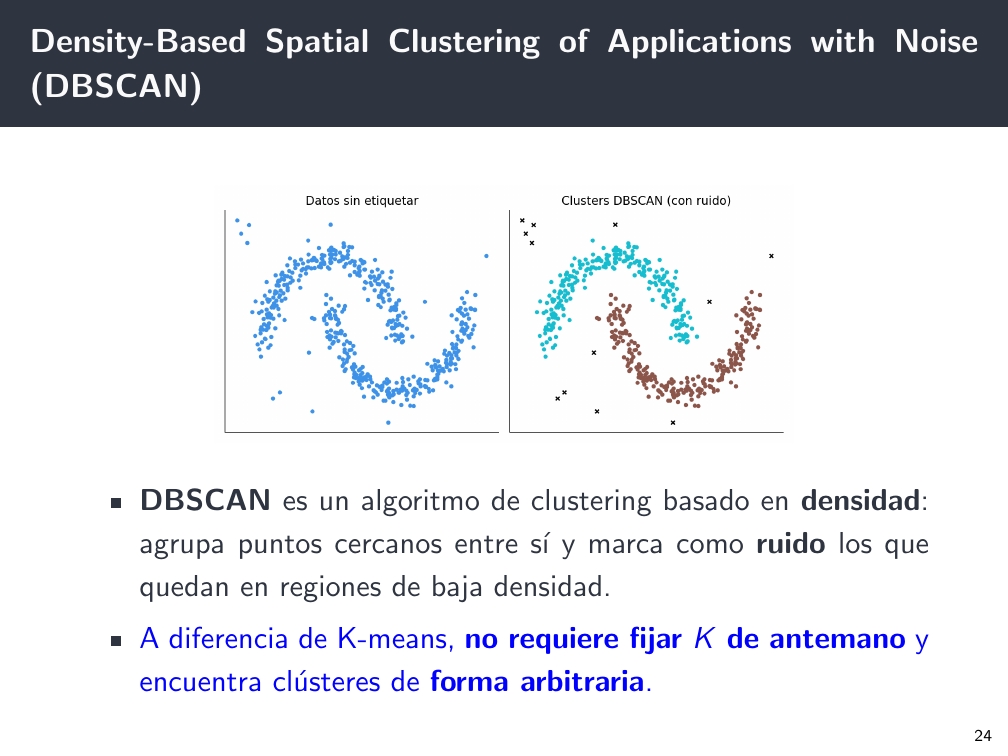 Density-Based Spatial Clustering of Applications with Noise
(DBSCAN)
Datos sin etiquetar
Clusters DBSCAN (con ruido)
DBSCAN es un algoritmo de clustering basado en densidad:
agrupa puntos cercanos entre sí y marca como ruido los que
quedan en regiones de baja densidad.
A diferencia de K-means, no requiere fijar K de antemano y
encuentra clústeres de forma arbitraria.
24